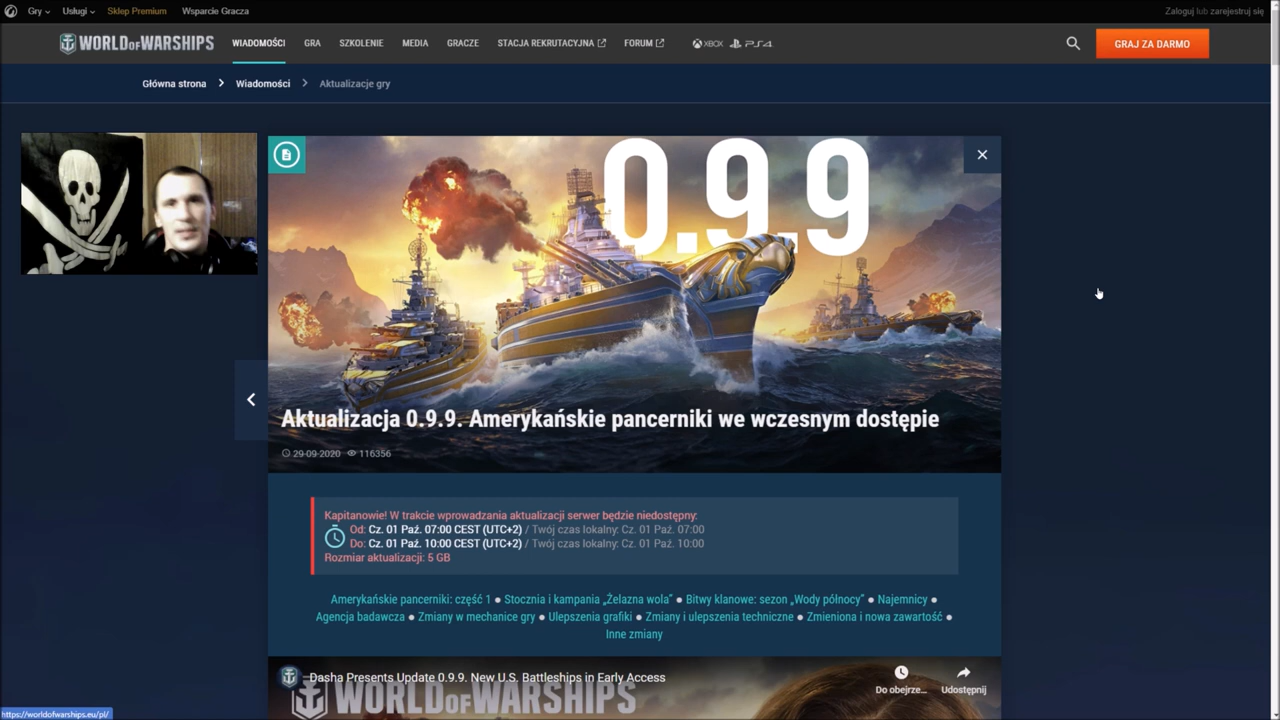 Gry
Usługi
Sklep Premium
Wsparcie Gracza
Zaloguj lub zarejestruj się
WORLD OF WARSHIPS
WIADOMOŚCI
GRA
SZKOLENIE
MEDIA
GRACZE
STACJA REKRUTACYJNA
FORUM
XBOX
PS4
GRAJ ZA DARMO
Główna strona
Wiadomości
Aktualizacje gry
0.9.9
Aktualizacja 0.9.9. Amerykańskie pancerniki we wczesnym dostępie
29-09-2020 116356
Kapitanowie! W trakcie wprowadzania aktualizacji serwer będzie niedostępny:
Od: Cz. 01 Paź. 07:00 CEST (UTC+2) / Twój czas lokalny: Cz. 01 Paź. 07:00
Do: Cz. 01 Paź. 10:00 CEST (UTC+2) / Twój czas lokalny: Cz. 01 Paź. 10:00
Rozmiar aktualizacji: 5 GB
Amerykańskie pancerniki: część 1 ● Stocznia i kampania „Żelazna wola” ● Bitwy klanowe: sezon „Wody północy” ● Najemnicy ●
Agencja badawcza ● Zmiany w mechanice gry ● Ulepszenia grafiki ● Zmiany i ulepszenia techniczne ● Zmieniona i nowa zawartość ●
Inne zmiany
Dasha Presents Update 0.9.9. New U.S. Battleships in Early Access
Do obejrze...
Udostępnij
WORLD OF WARSHIPS
https://worldofwarships.eu/pl/